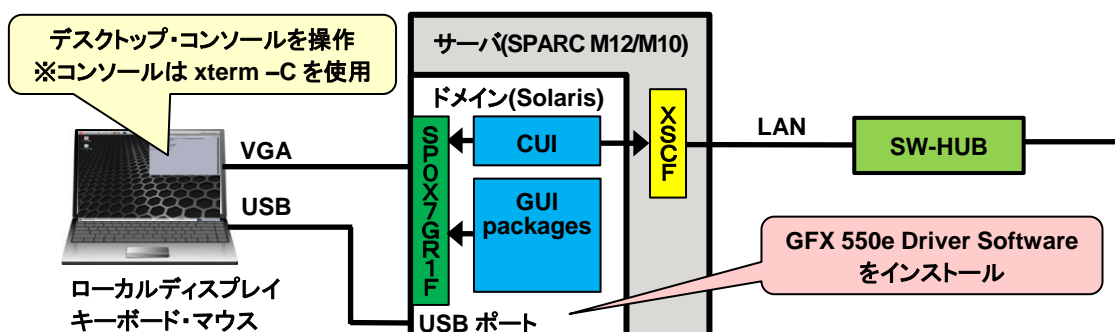 デスクトップ・コンソールを操作
※コンソールは xterm –C を使用
サーバ(SPARC M12/M10)
ドメイン(Solaris)
SP0X7GR1F
CUI
GUI
packages
XSCF
VGA
USB
LAN
SW-HUB
GFX 550e Driver Software
をインストール
ローカルディスプレイ
キーボード・マウス
USB ポート